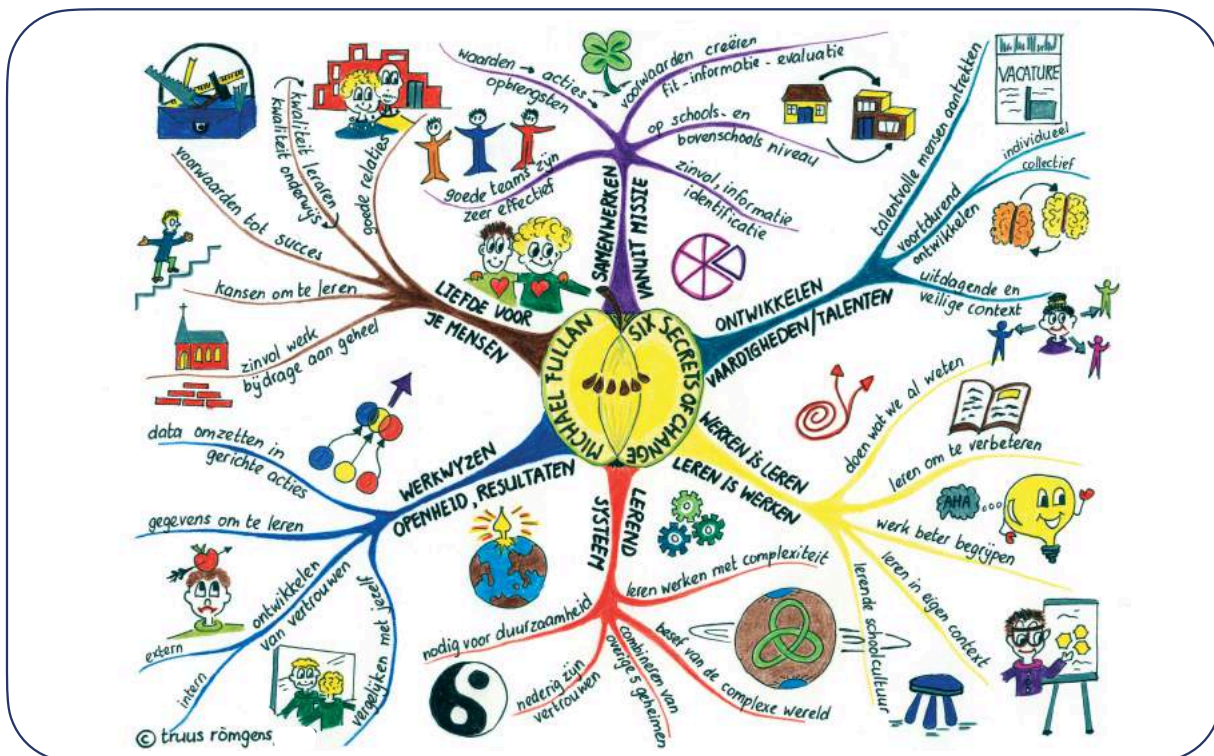 MICHAEL FULLAN
SIX SECRETS OF CHANGE
SAMENWERKEN
VANUIT MISSIE
waarden → acties →
opbrengsten
voorwaarden creëren
fit-informatie-evaluatie
op schools- en
bovenschools niveau
zinvol, informatie
identificatie
goede teams zijn
zeer effectief
ONTWIKKELEN
VAARDIGHEDEN/TALENTEN
talentvolle mensen aantrekken
VACATURE
voortdurend
ontwikkelen
individueel
collectief
uitdagende en
veilige context
WERKEN IS LEREN
LEREN IS WERKEN
doen wat we al weten
leren om te verbeteren
AHA
werk beter begrijpen
leren in eigen context
lerende schoolcultuur
LEREND
SYSTEEM
leren werken met complexiteit
besef van de complexe wereld
combineren van
overige 5 geheimen
nederig zijn
vertrouwen
nodig voor duurzaamheid
WERKWYZEN
OPENHEID, RESULTATEN
data omzetten in
gerichte acties
gegevens om te leren
ontwikkelen
van vertrouwen
extern
intern
vergelijken met jezelf
LIEFDE VOOR
JE MENSEN
goede relaties
kwaliteit leraren
kwaliteit onderwijs
voorwaarden tot succes
kansen om te leren
zinvol werk
bijdrage aan geheel
© truus römgens